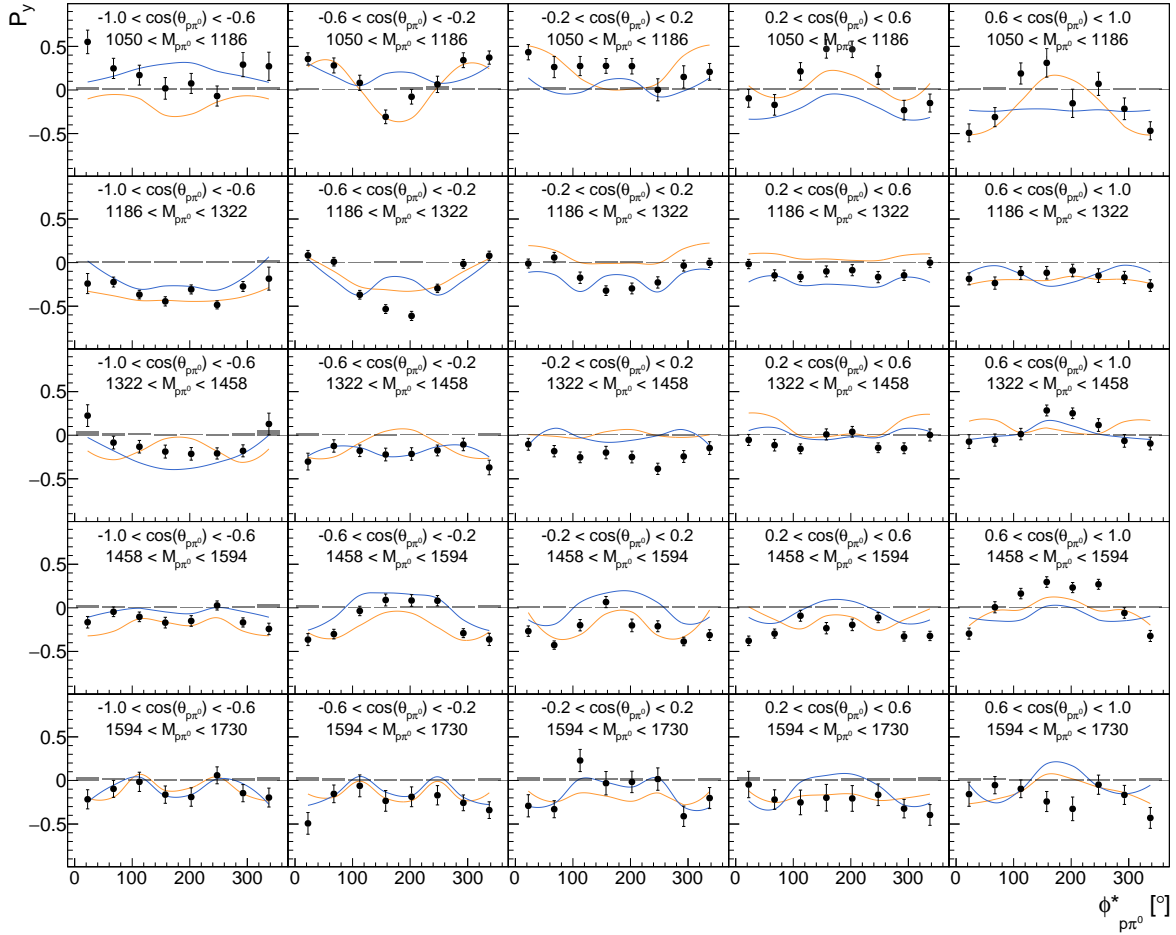 P_y
-1.0 < cos(θ_pπ⁰) < -0.6
1050 < M_pπ⁰ < 1186
-0.6 < cos(θ_pπ⁰) < -0.2
1050 < M_pπ⁰ < 1186
-0.2 < cos(θ_pπ⁰) < 0.2
1050 < M_pπ⁰ < 1186
0.2 < cos(θ_pπ⁰) < 0.6
1050 < M_pπ⁰ < 1186
0.6 < cos(θ_pπ⁰) < 1.0
1050 < M_pπ⁰ < 1186
0.5
0
−0.5
-1.0 < cos(θ_pπ⁰) < -0.6
1186 < M_pπ⁰ < 1322
-0.6 < cos(θ_pπ⁰) < -0.2
1186 < M_pπ⁰ < 1322
-0.2 < cos(θ_pπ⁰) < 0.2
1186 < M_pπ⁰ < 1322
0.2 < cos(θ_pπ⁰) < 0.6
1186 < M_pπ⁰ < 1322
0.6 < cos(θ_pπ⁰) < 1.0
1186 < M_pπ⁰ < 1322
0.5
0
−0.5
-1.0 < cos(θ_pπ⁰) < -0.6
1322 < M_pπ⁰ < 1458
-0.6 < cos(θ_pπ⁰) < -0.2
1322 < M_pπ⁰ < 1458
-0.2 < cos(θ_pπ⁰) < 0.2
1322 < M_pπ⁰ < 1458
0.2 < cos(θ_pπ⁰) < 0.6
1322 < M_pπ⁰ < 1458
0.6 < cos(θ_pπ⁰) < 1.0
1322 < M_pπ⁰ < 1458
0.5
0
−0.5
-1.0 < cos(θ_pπ⁰) < -0.6
1458 < M_pπ⁰ < 1594
-0.6 < cos(θ_pπ⁰) < -0.2
1458 < M_pπ⁰ < 1594
-0.2 < cos(θ_pπ⁰) < 0.2
1458 < M_pπ⁰ < 1594
0.2 < cos(θ_pπ⁰) < 0.6
1458 < M_pπ⁰ < 1594
0.6 < cos(θ_pπ⁰) < 1.0
1458 < M_pπ⁰ < 1594
0.5
0
−0.5
-1.0 < cos(θ_pπ⁰) < -0.6
1594 < M_pπ⁰ < 1730
-0.6 < cos(θ_pπ⁰) < -0.2
1594 < M_pπ⁰ < 1730
-0.2 < cos(θ_pπ⁰) < 0.2
1594 < M_pπ⁰ < 1730
0.2 < cos(θ_pπ⁰) < 0.6
1594 < M_pπ⁰ < 1730
0.6 < cos(θ_pπ⁰) < 1.0
1594 < M_pπ⁰ < 1730
0.5
0
−0.5
0 100 200 300 0 100 200 300 0 100 200 300 0 100 200 300 0 100 200 300
ϕ*_pπ⁰ [°]